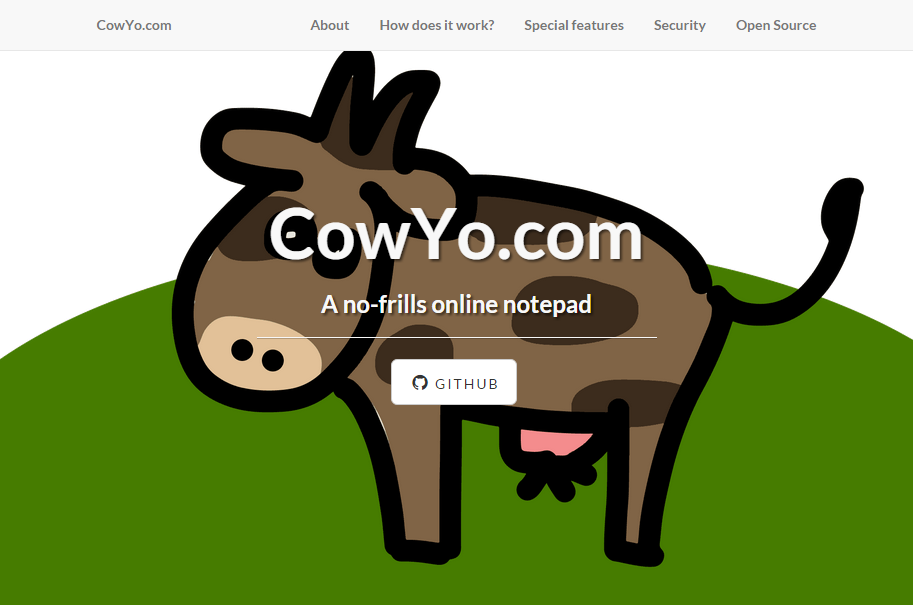 CowYo.com About How does it work? Special features Security Open Source
CowYo.com
A no-frills online notepad
GITHUB